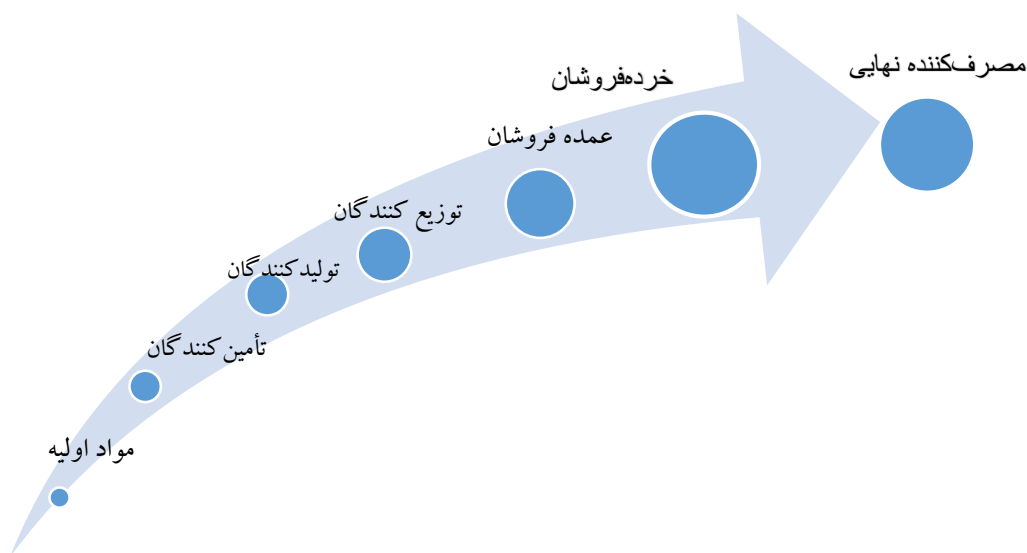 مصرف‌کننده نهایی
خرده‌فروشان
عمده فروشان
توزیع کنندگان
تولیدکنندگان
تأمین‌کنندگان
مواد اولیه